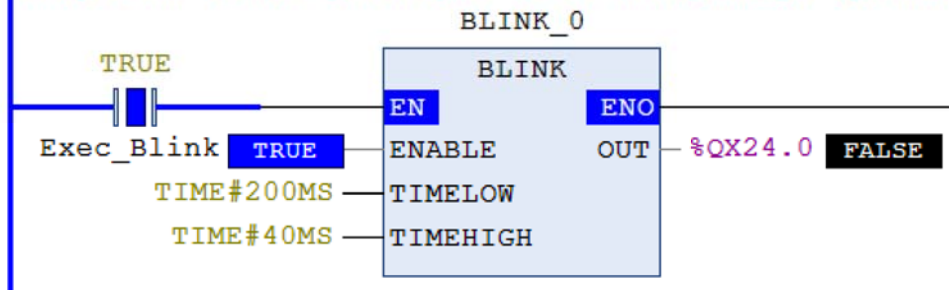 BLINK_0
TRUE
BLINK
EN ENO
Exec_Blink TRUE ENABLE OUT %QX24.0 FALSE
TIME#200MS TIMELOW
TIME#40MS TIMEHIGH